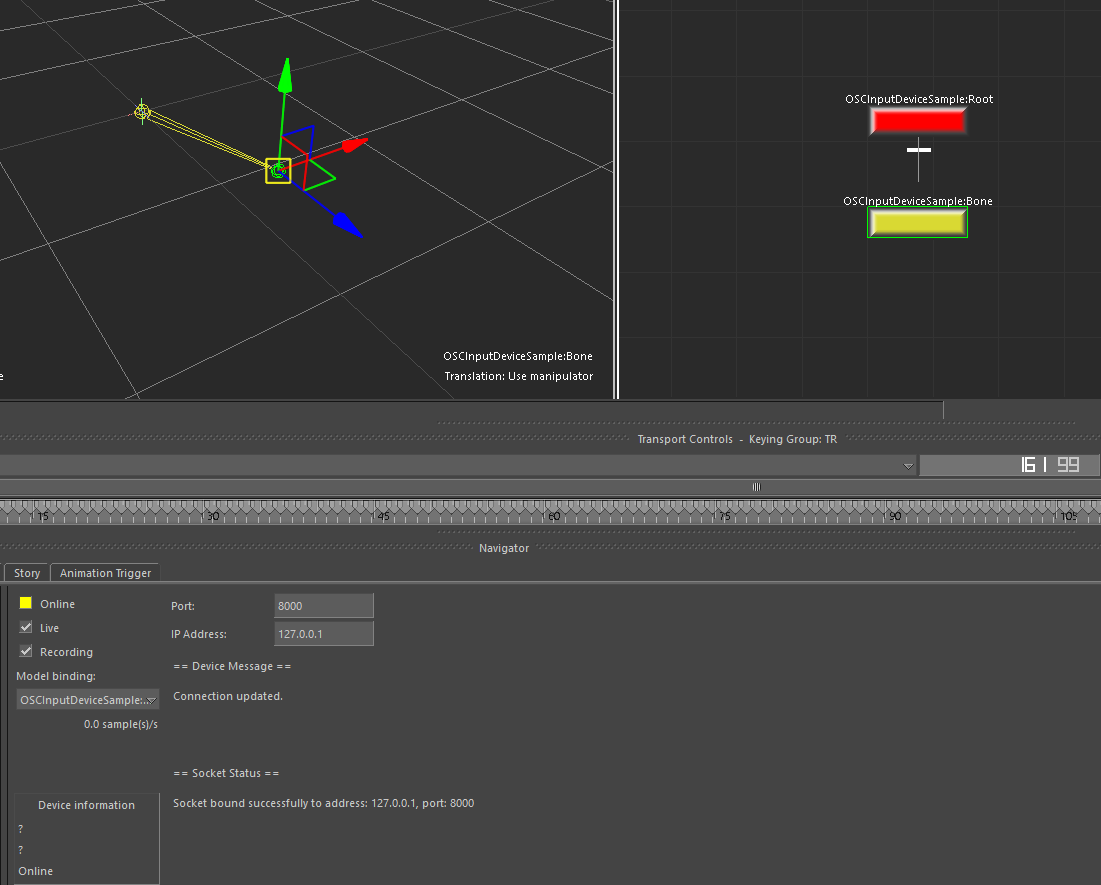 OSCInputDeviceSample:Root
OSCInputDeviceSample:Bone
OSCInputDeviceSample:Bone
Translation: Use manipulator
e
Transport Controls - Keying Group: TR
16 | 99
15 30 45 60 75 90 105
Navigator
Story Animation Trigger
Online
Live
Recording
Model binding:
OSCInputDeviceSample:..
0.0 sample(s)/s
Device information
?
?
Online
Port: 8000
IP Address: 127.0.0.1
== Device Message ==
Connection updated.
== Socket Status ==
Socket bound successfully to address: 127.0.0.1, port: 8000